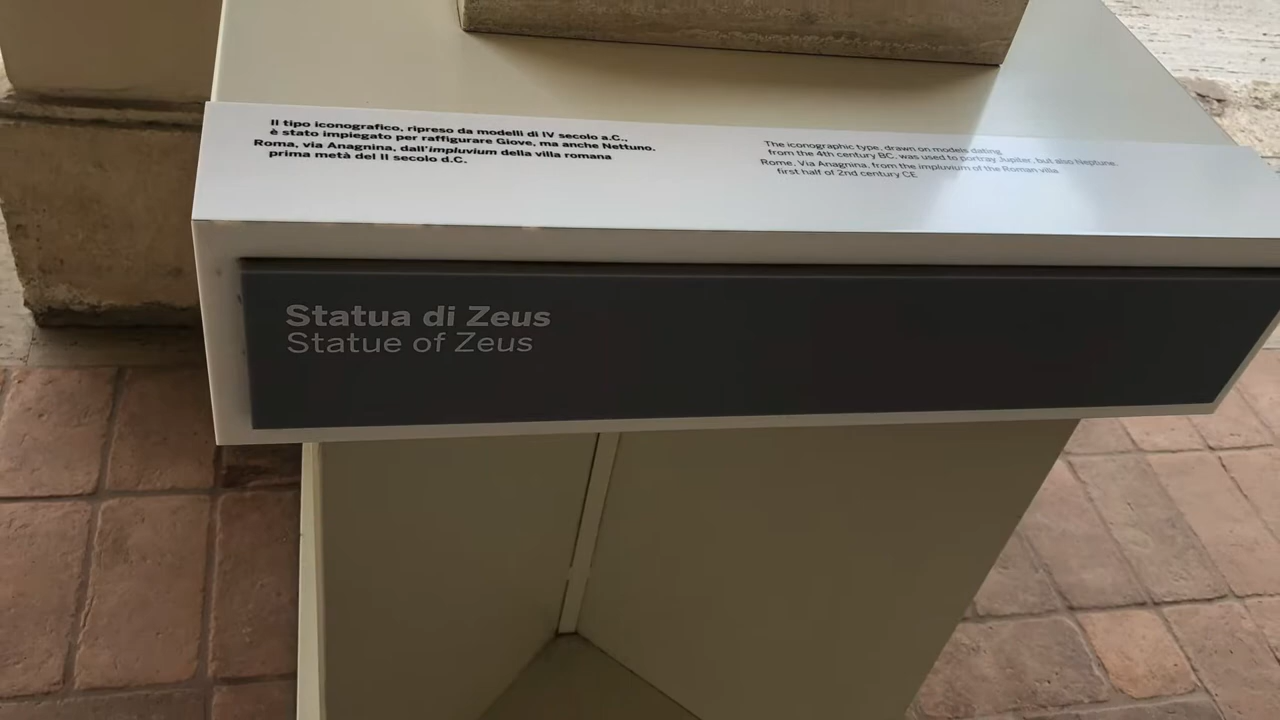 Il tipo iconografico, ripreso da modelli di IV secolo a.C.,
è stato impiegato per raffigurare Giove, ma anche Nettuno.
Roma, via Anagnina, dall'impluvium della villa romana
prima metà del II secolo d.C.
The iconographic type, drawn on models dating
from the 4th century BC, was used to portray Jupiter, but also Neptune.
Rome, Via Anagnina, from the impluvium of the Roman villa
first half of 2nd century CE
Statua di Zeus
Statue of Zeus